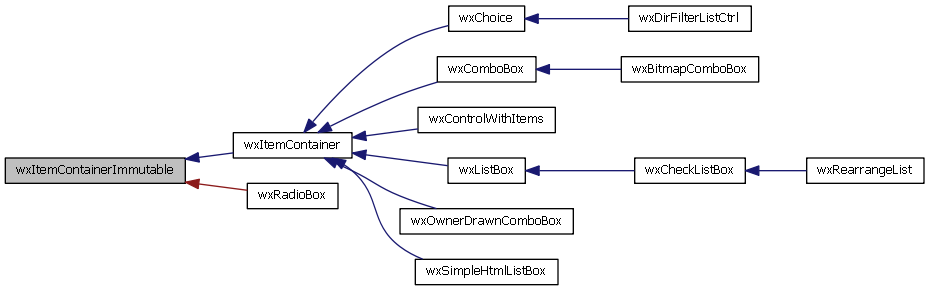 wxChoice
wxDirFilterListCtrl
wxComboBox
wxBitmapComboBox
wxControlWithItems
wxItemContainer
wxItemContainerImmutable
wxListBox
wxCheckListBox
wxRearrangeList
wxRadioBox
wxOwnerDrawnComboBox
wxSimpleHtmlListBox